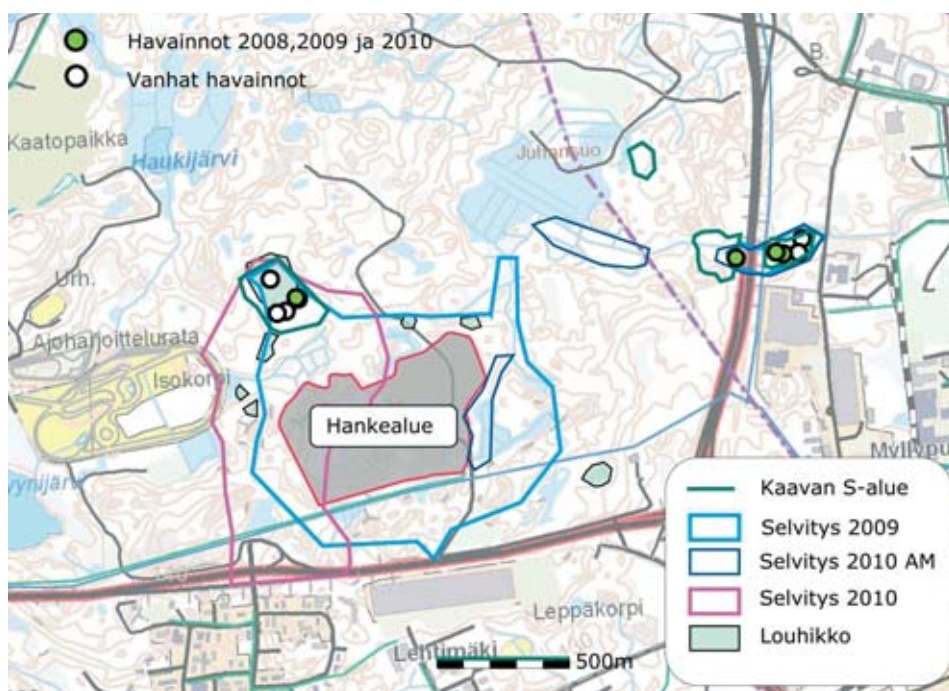 Havainnot 2008,2009 ja 2010
Vanhat havainnot
B
Kaatopaikka
Haukijärvi
Juhansuo
Urh.
Ajoharjoittelurata
Isokorpi
Hankealue
Myllypu
Kaavan S-alue
Selvitys 2009
Selvitys 2010 AM
Selvitys 2010
Louhikko
Leppäkorpi
Lehtimäki
500m